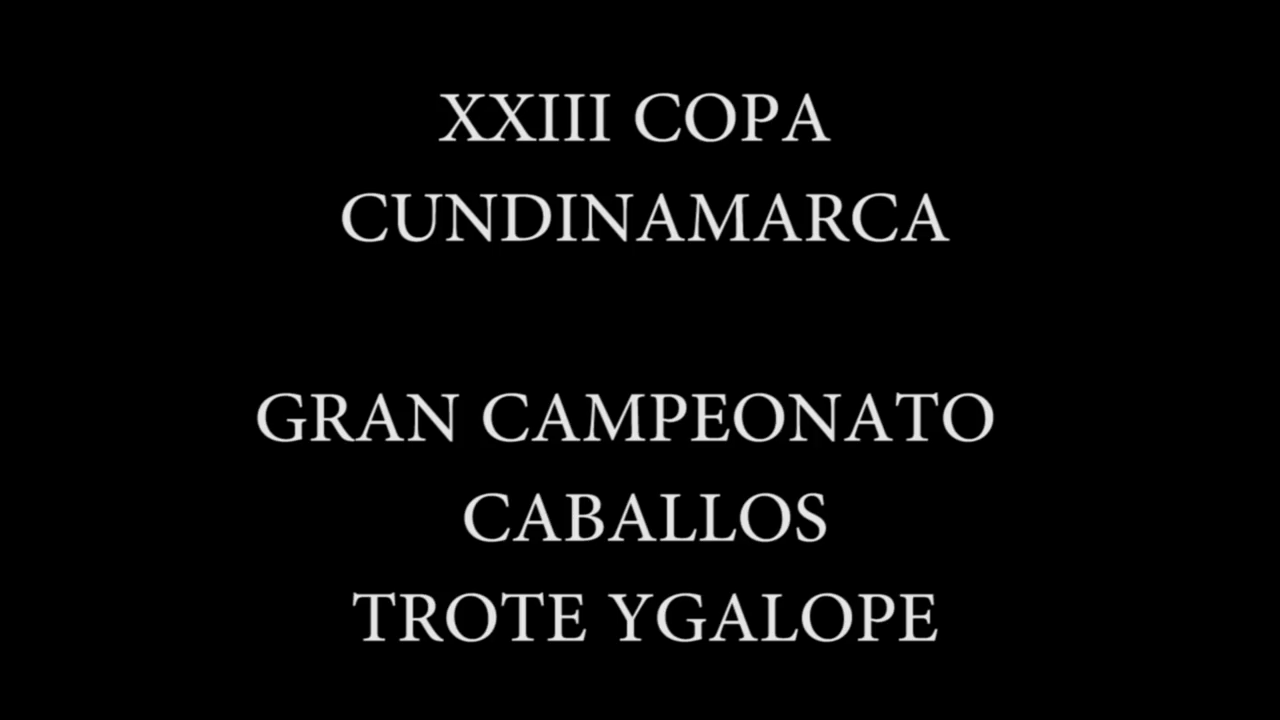 XXIII COPA
CUNDINAMARCA
GRAN CAMPEONATO
CABALLOS
TROTE YGALOPE